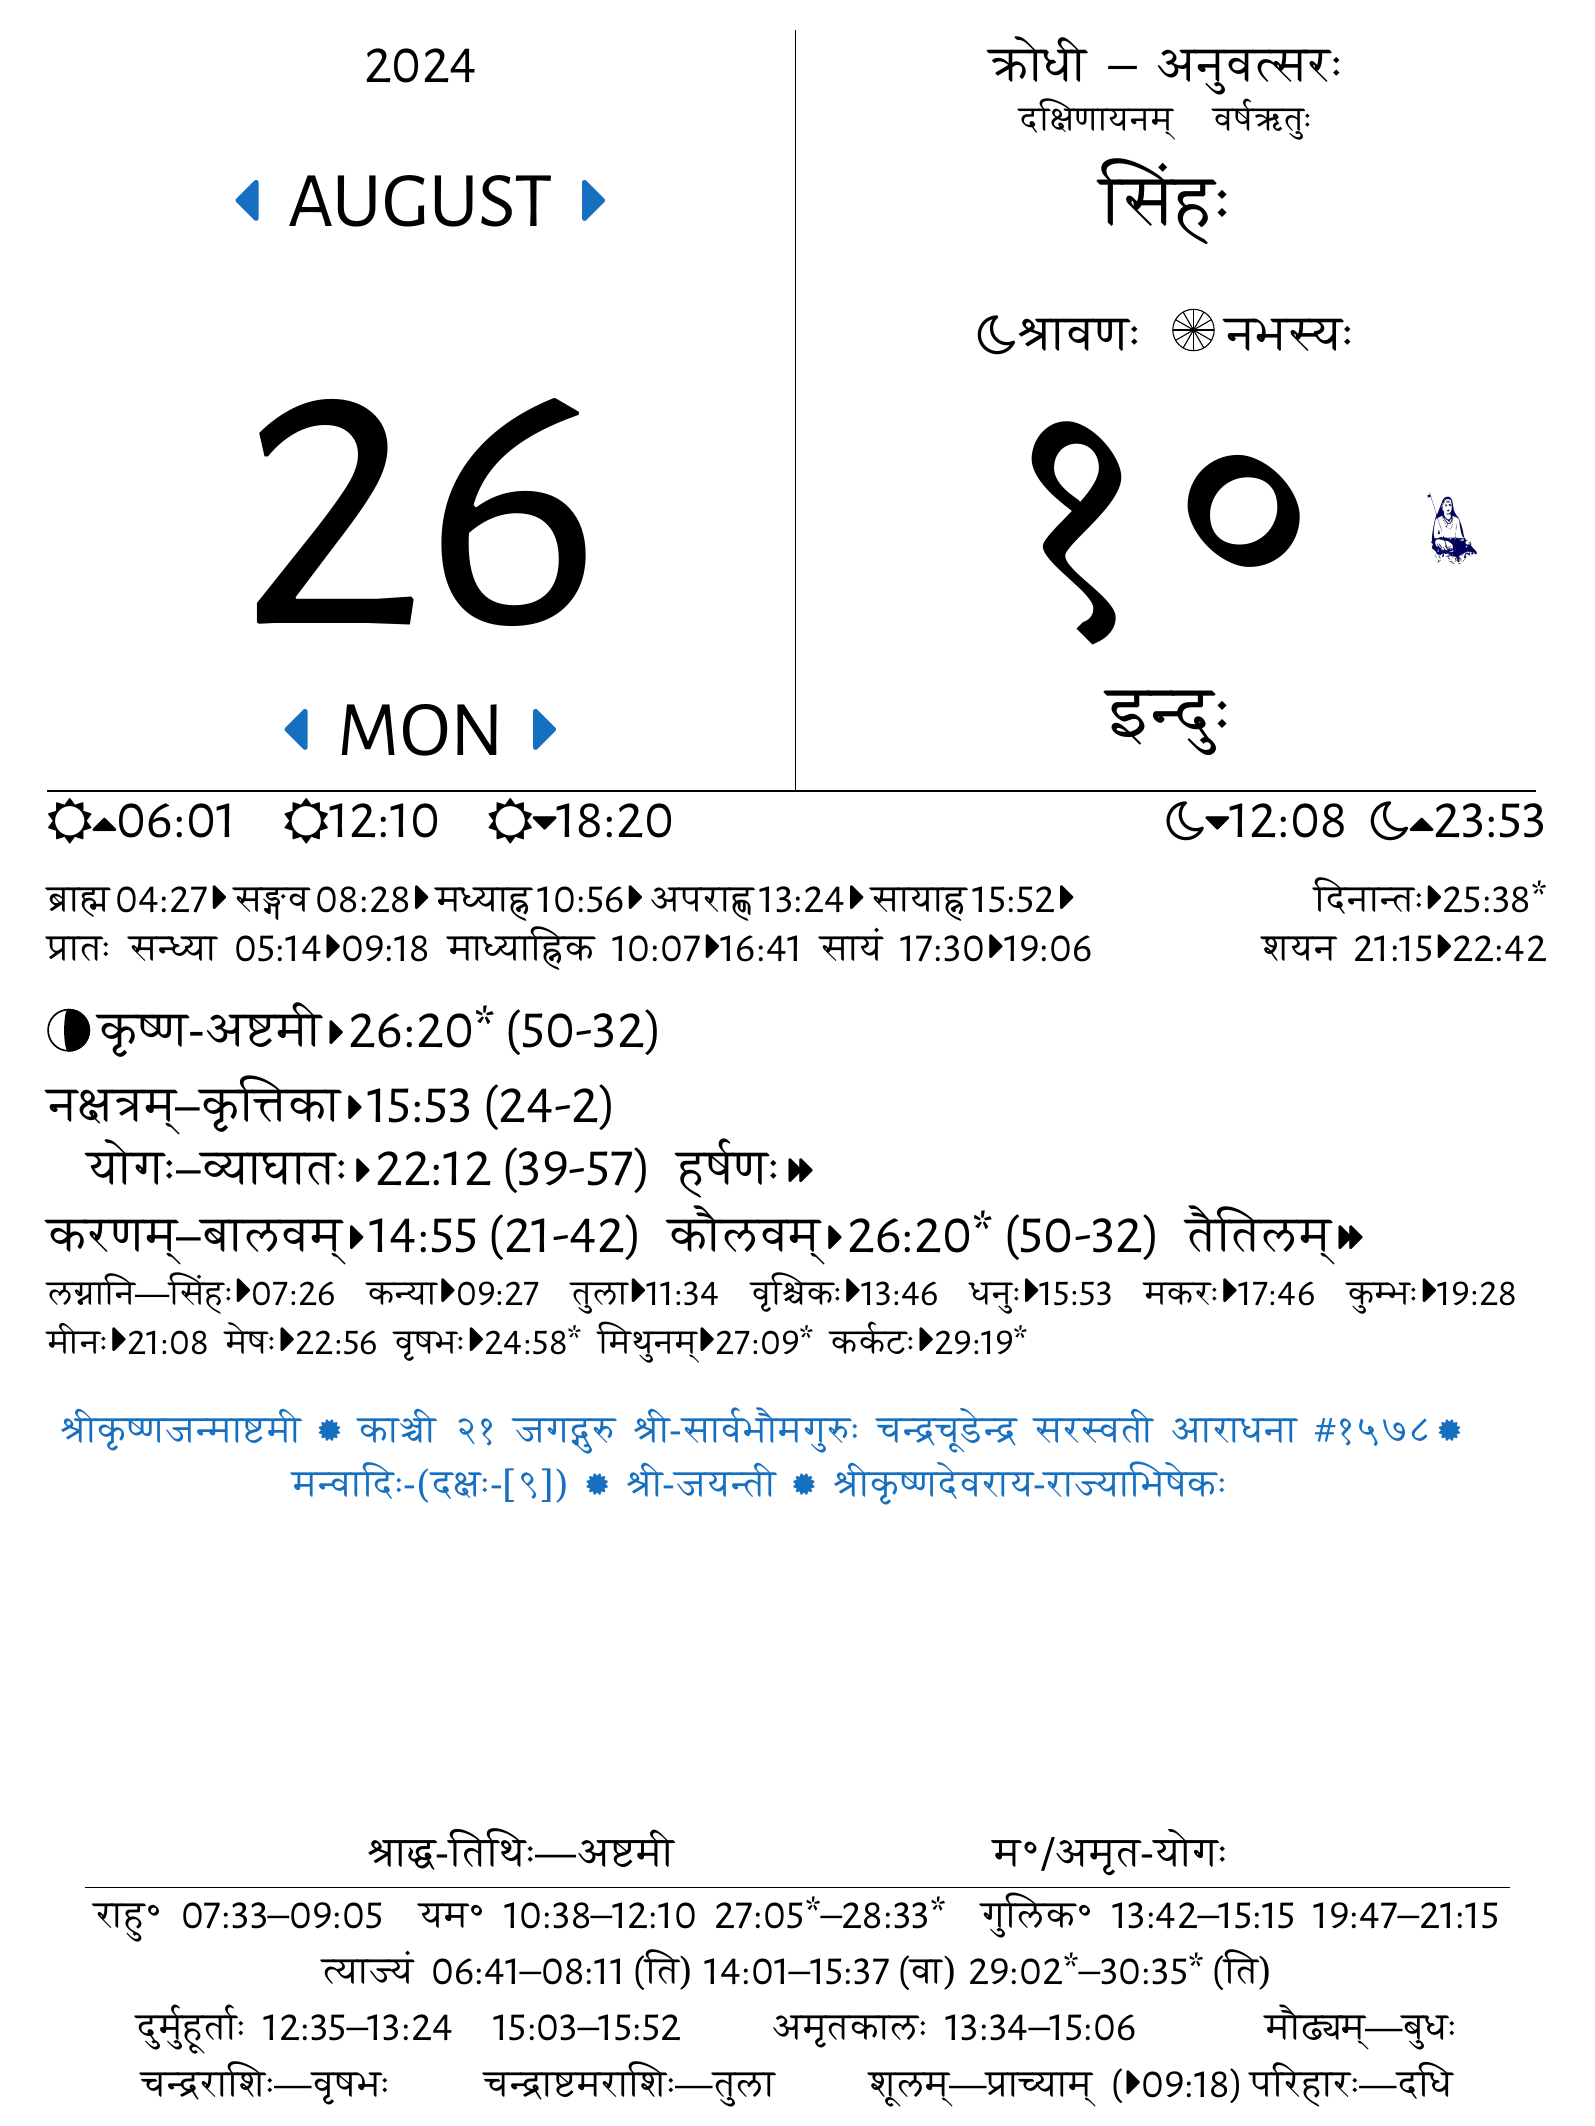 2024
AUGUST
26
MON
क्रोधी – अनुवत्सरः
दक्षिणायनम् वर्षऋतुः
सिंहः
श्रावणः नभस्यः
१०
इन्दुः
06:01 12:10 18:20 12:08 23:53
ब्राह्म 04:27 सङ्गव 08:28 मध्याह्न 10:56 अपराह्ण 13:24 सायाह्न 15:52 दिनान्तः 25:38*
प्रातः सन्ध्या 05:14 09:18 माध्याह्निक 10:07 16:41 सायं 17:30 19:06 शयन 21:15 22:42
कृष्ण-अष्टमी 26:20* (50-32)
नक्षत्रम्–कृत्तिका 15:53 (24-2)
योगः–व्याघातः 22:12 (39-57) हर्षणः
करणम्–बालवम् 14:55 (21-42) कौलवम् 26:20* (50-32) तैतिलम्
लग्नानि—सिंहः 07:26 कन्या 09:27 तुला 11:34 वृश्चिकः 13:46 धनुः 15:53 मकरः 17:46 कुम्भः 19:28
मीनः 21:08 मेषः 22:56 वृषभः 24:58* मिथुनम् 27:09* कर्कटः 29:19*
श्रीकृष्णजन्माष्टमी ✹ काञ्ची २१ जगद्गुरु श्री-सार्वभौमगुरुः चन्द्रचूडेन्द्र सरस्वती आराधना #१५७८ ✹
मन्वादिः-(दक्षः-[९]) ✹ श्री-जयन्ती ✹ श्रीकृष्णदेवराय-राज्याभिषेकः
श्राद्ध-तिथिः—अष्टमी म॰/अमृत-योगः
राहु॰ 07:33–09:05 यम॰ 10:38–12:10 27:05*–28:33* गुलिक॰ 13:42–15:15 19:47–21:15
त्याज्यं 06:41–08:11 (ति) 14:01–15:37 (वा) 29:02*–30:35* (ति)
दुर्मुहूर्ताः 12:35–13:24 15:03–15:52 अमृतकालः 13:34–15:06 मौढ्यम्—बुधः
चन्द्रराशिः—वृषभः चन्द्राष्टमराशिः—तुला शूलम्—प्राच्याम् (09:18) परिहारः—दधि